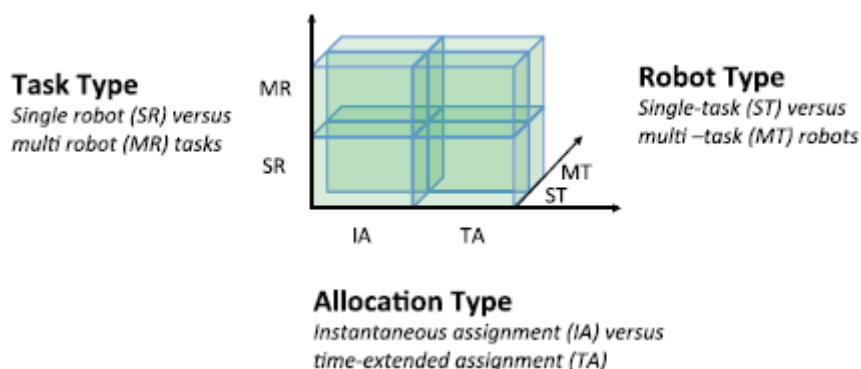 Task Type
Single robot (SR) versus
multi robot (MR) tasks
MR
SR
IA
TA
ST
MT
Robot Type
Single-task (ST) versus
multi –task (MT) robots
Allocation Type
Instantaneous assignment (IA) versus
time-extended assignment (TA)